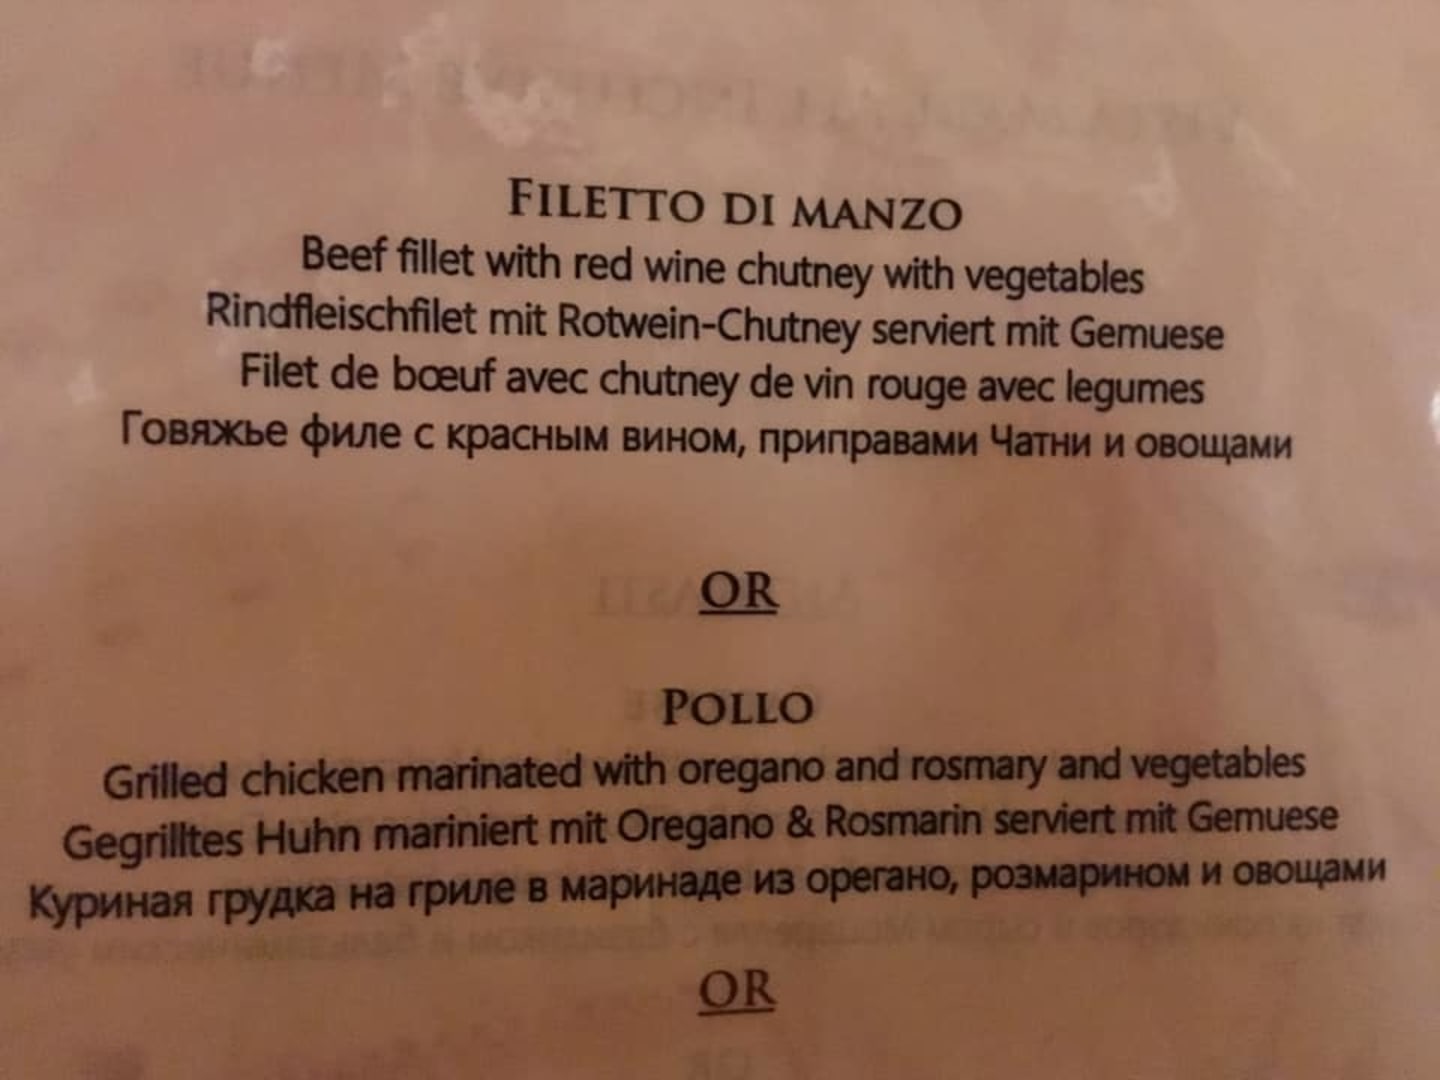 FILETTO DI MANZO
Beef fillet with red wine chutney with vegetables
Rindfleischfilet mit Rotwein-Chutney serviert mit Gemuese
Filet de bœuf avec chutney de vin rouge avec legumes
Говяжье филе с красным вином, приправами Чатни и овощами
OR
POLLO
Grilled chicken marinated with oregano and rosmary and vegetables
Gegrilltes Huhn mariniert mit Oregano & Rosmarin serviert mit Gemuese
Куриная грудка на гриле в маринаде из орегано, розмарином и овощами
OR